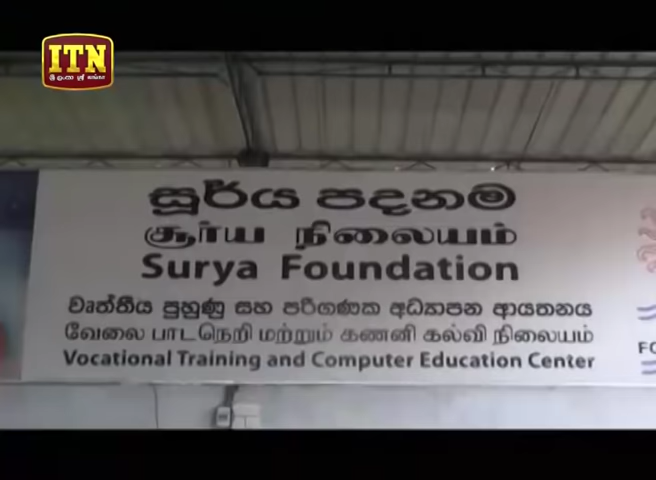 ITN
ශ්‍රී ලංකා ஸ்ரீ லங்கா
සූර්ය පදනම
சூர்ய நிலையம்
Surya Foundation
වෘත්තීය පුහුණු සහ පරිගණක අධ්‍යාපන ආයතනය
வேலை பாடநெறி மற்றும் கணனி கல்வி நிலையம்
Vocational Training and Computer Education Center